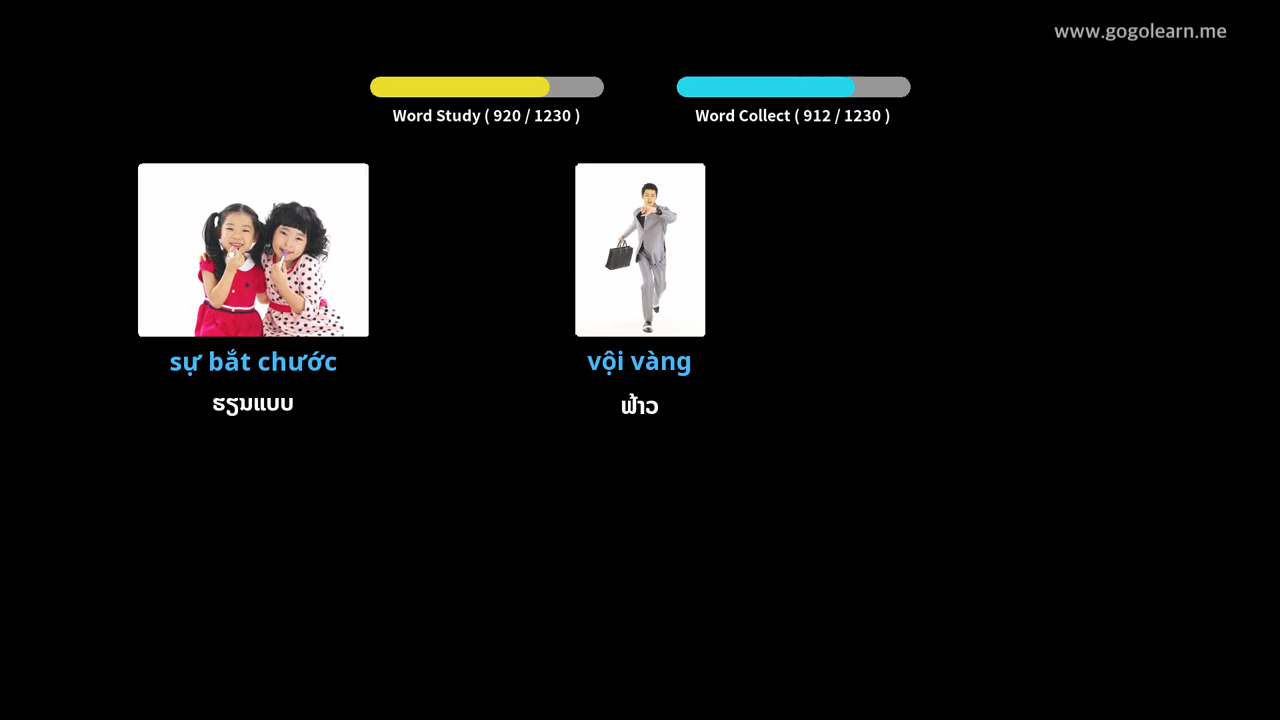 www.gogolearn.me
Word Study ( 920 / 1230 )
Word Collect ( 912 / 1230 )
sự bắt chước
ຮຽນແບບ
vội vàng
ຟ້າວ